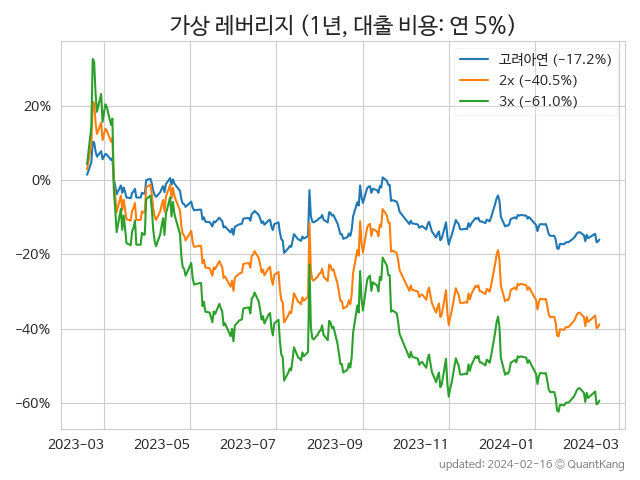 가상 레버리지 (1년, 대출 비용: 연 5%)
고려아연 (−17.2%)
2x (−40.5%)
3x (−61.0%)
20%
0%
−20%
−40%
−60%
2023-03 2023-05 2023-07 2023-09 2023-11 2024-01 2024-03
updated: 2024-02-16 © QuantKang